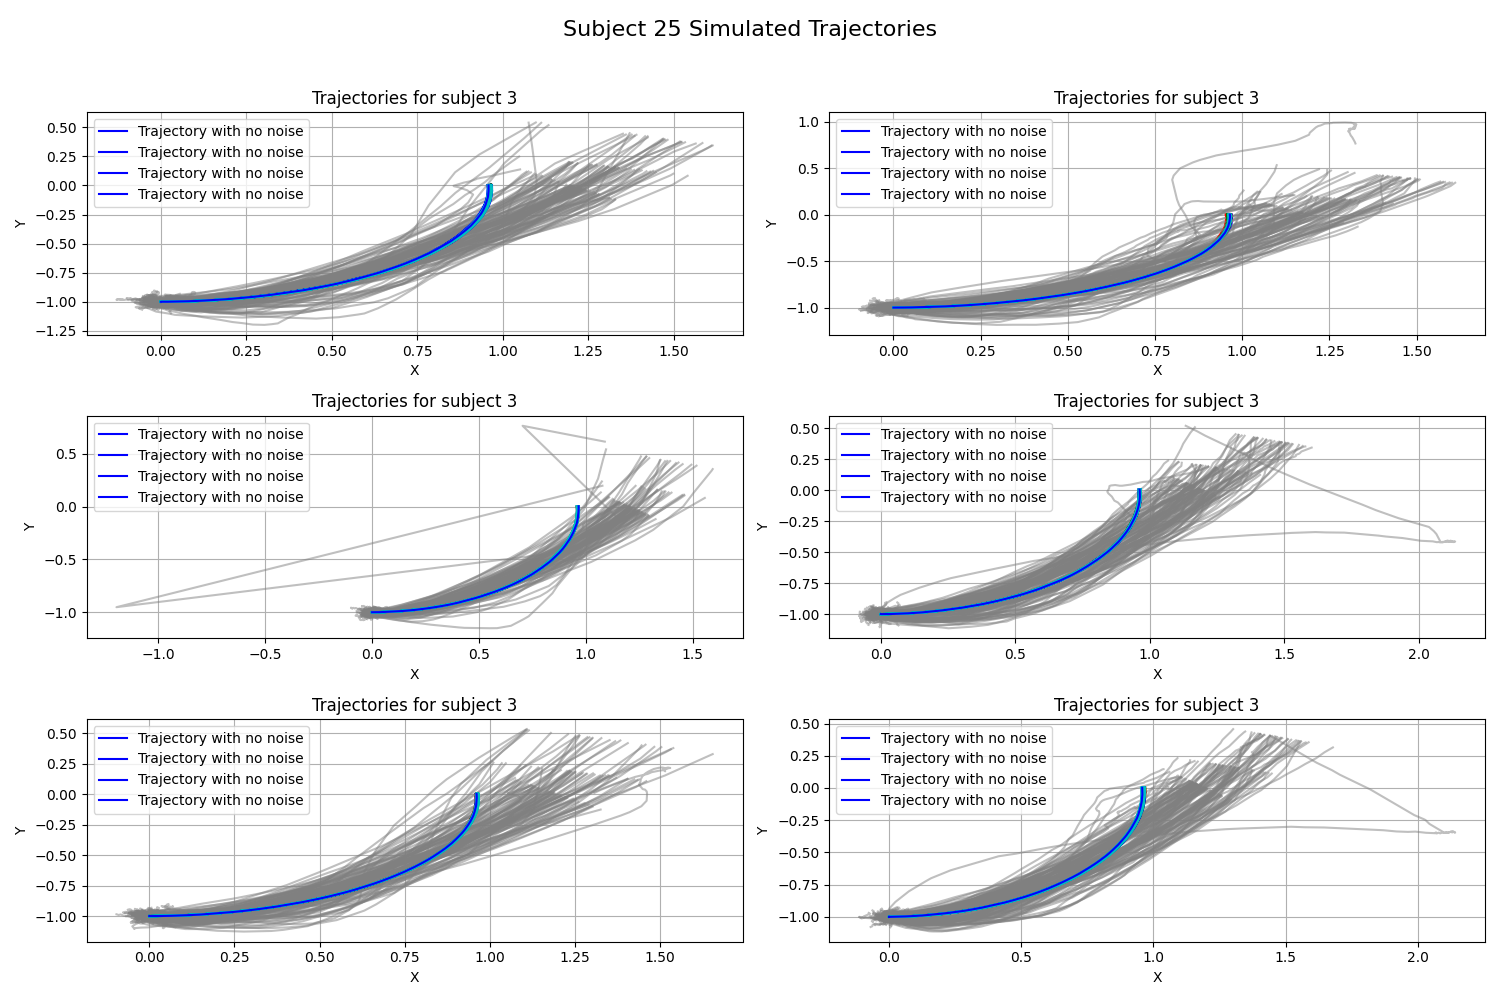 Subject 25 Simulated Trajectories
Trajectories for subject 3
Trajectory with no noise
Trajectory with no noise
Trajectory with no noise
Trajectory with no noise
0.50
0.25
0.00
−0.25
−0.50
−0.75
−1.00
−1.25
Y
0.00 0.25 0.50 0.75 1.00 1.25 1.50
X
Trajectories for subject 3
Trajectory with no noise
Trajectory with no noise
Trajectory with no noise
Trajectory with no noise
1.0
0.5
0.0
−0.5
−1.0
Y
0.00 0.25 0.50 0.75 1.00 1.25 1.50
X
Trajectories for subject 3
Trajectory with no noise
Trajectory with no noise
Trajectory with no noise
Trajectory with no noise
0.5
0.0
−0.5
−1.0
Y
−1.0 −0.5 0.0 0.5 1.0 1.5
X
Trajectories for subject 3
Trajectory with no noise
Trajectory with no noise
Trajectory with no noise
Trajectory with no noise
0.50
0.25
0.00
−0.25
−0.50
−0.75
−1.00
Y
0.0 0.5 1.0 1.5 2.0
X
Trajectories for subject 3
Trajectory with no noise
Trajectory with no noise
Trajectory with no noise
Trajectory with no noise
0.50
0.25
0.00
−0.25
−0.50
−0.75
−1.00
Y
0.00 0.25 0.50 0.75 1.00 1.25 1.50
X
Trajectories for subject 3
Trajectory with no noise
Trajectory with no noise
Trajectory with no noise
Trajectory with no noise
0.50
0.25
0.00
−0.25
−0.50
−0.75
−1.00
Y
0.0 0.5 1.0 1.5 2.0
X